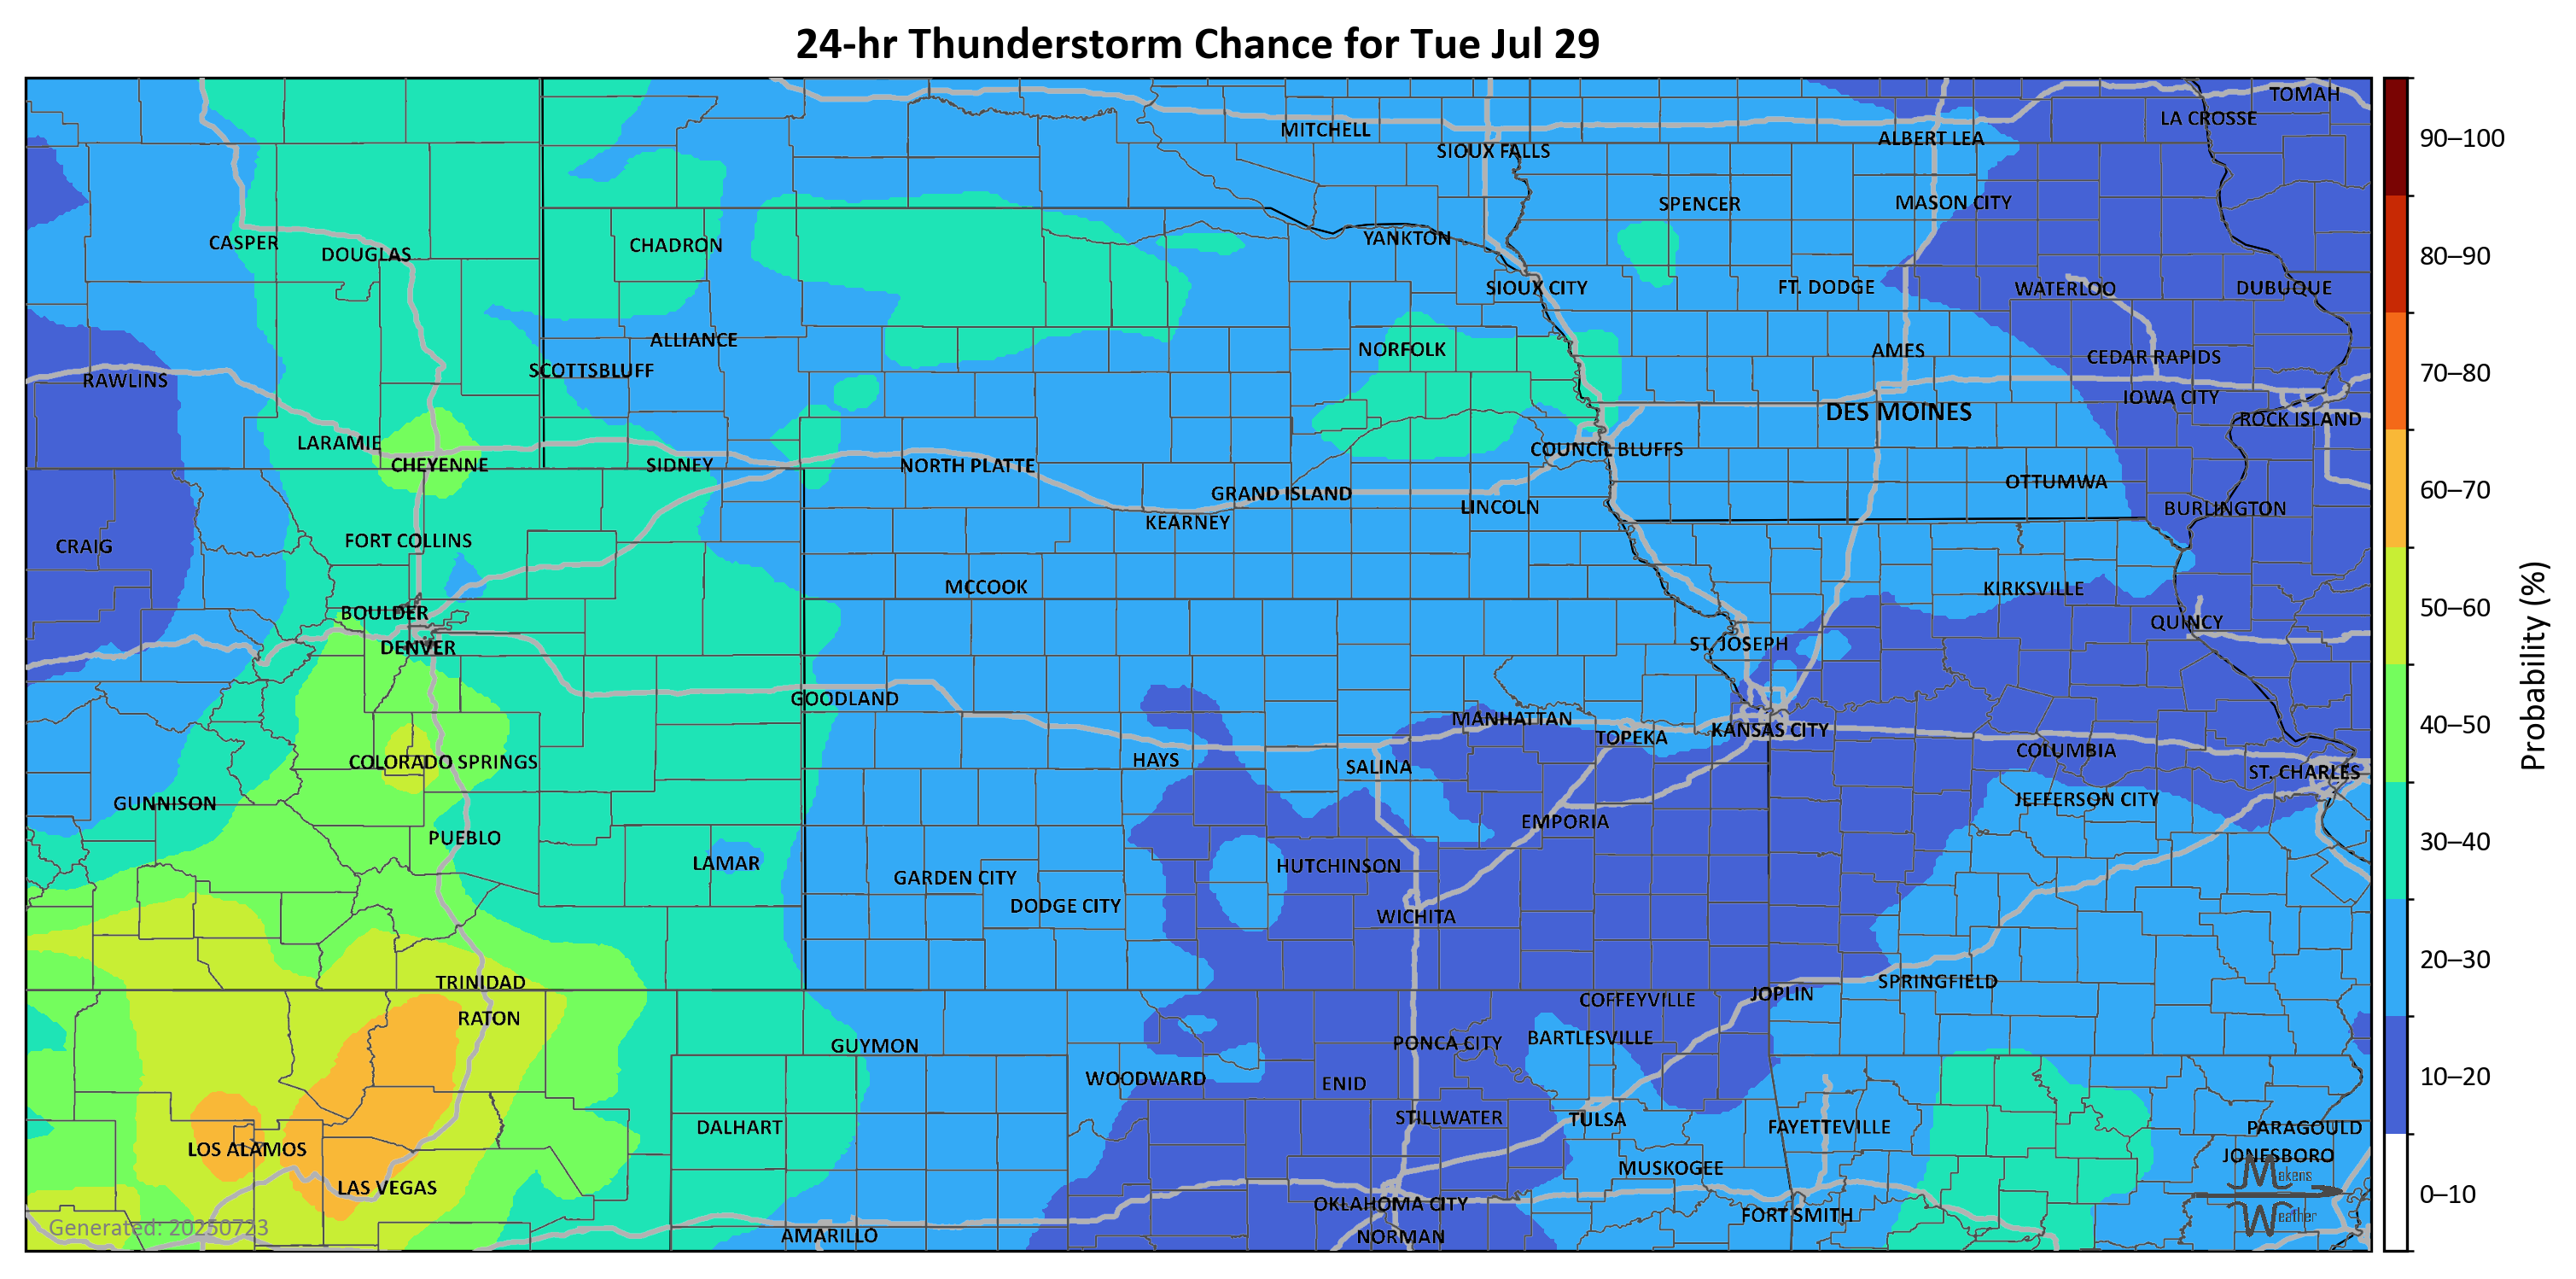 24-hr Thunderstorm Chance for Tue Jul 29
TOMAH
LA CROSSE
MITCHELL
ALBERT LEA
SIOUX FALLS
SPENCER
MASON CITY
CASPER
DOUGLAS
CHADRON
YANKTON
SIOUX CITY
FT. DODGE
WATERLOO
DUBUQUE
ALLIANCE
NORFOLK
AMES
CEDAR RAPIDS
RAWLINS
SCOTTSBLUFF
IOWA CITY
DES MOINES
ROCK ISLAND
LARAMIE
COUNCIL BLUFFS
CHEYENNE
SIDNEY
NORTH PLATTE
OTTUMWA
GRAND ISLAND
LINCOLN
BURLINGTON
KEARNEY
CRAIG
FORT COLLINS
MCCOOK
KIRKSVILLE
BOULDER
QUINCY
DENVER
ST. JOSEPH
GOODLAND
MANHATTAN
KANSAS CITY
TOPEKA
COLUMBIA
COLORADO SPRINGS
HAYS
SALINA
ST. CHARLES
GUNNISON
JEFFERSON CITY
EMPORIA
PUEBLO
LAMAR
HUTCHINSON
GARDEN CITY
DODGE CITY
WICHITA
TRINIDAD
SPRINGFIELD
JOPLIN
COFFEYVILLE
RATON
BARTLESVILLE
PONCA CITY
GUYMON
WOODWARD
ENID
STILLWATER
TULSA
DALHART
FAYETTEVILLE
PARAGOULD
LOS ALAMOS
JONESBORO
MUSKOGEE
Makens
LAS VEGAS
OKLAHOMA CITY
FORT SMITH
Weather
Generated: 20250723
AMARILLO
NORMAN
90–100
80–90
70–80
60–70
50–60
40–50
30–40
20–30
10–20
0–10
Probability (%)